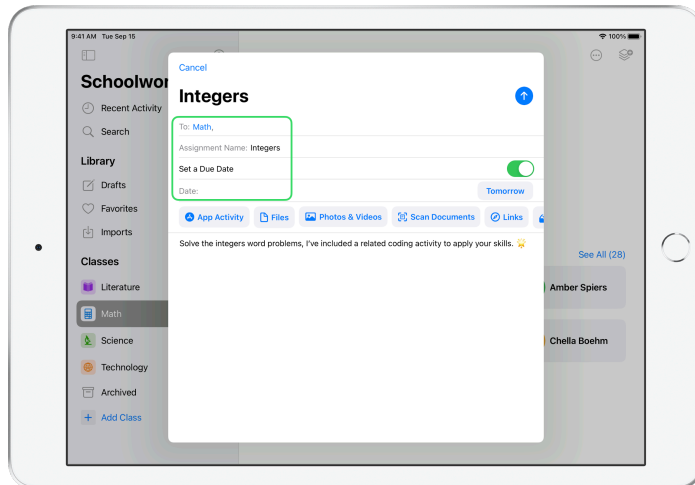 9:41 AM Tue Sep 15
100%
Cancel
Schoolwor
Integers
Recent Activity
To: Math,
Search
Assignment Name: Integers
Library
Set a Due Date
Drafts
Date:
Tomorrow
Favorites
App Activity
Files
Photos & Videos
Scan Documents
Links
Imports
Solve the integers word problems, I've included a related coding activity to apply your skills.
Classes
See All (28)
Literature
Amber Spiers
Math
Science
Chella Boehm
Technology
Archived
Add Class